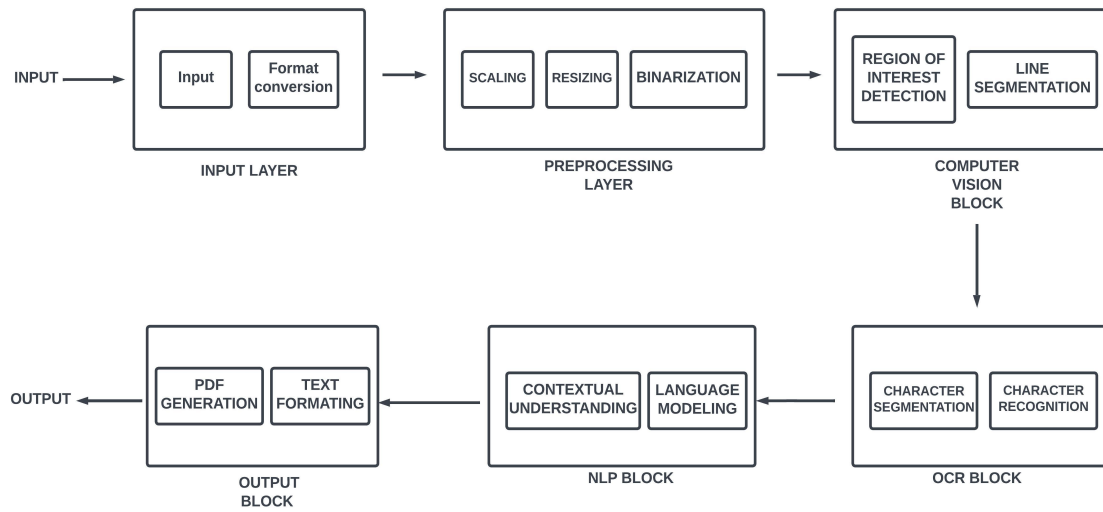 INPUT
Input
Format
conversion
INPUT LAYER
SCALING
RESIZING
BINARIZATION
PREPROCESSING
LAYER
REGION OF
INTEREST
DETECTION
LINE
SEGMENTATION
COMPUTER
VISION
BLOCK
CHARACTER
SEGMENTATION
CHARACTER
RECOGNITION
OCR BLOCK
CONTEXTUAL
UNDERSTANDING
LANGUAGE
MODELING
NLP BLOCK
PDF
GENERATION
TEXT
FORMATING
OUTPUT
BLOCK
OUTPUT